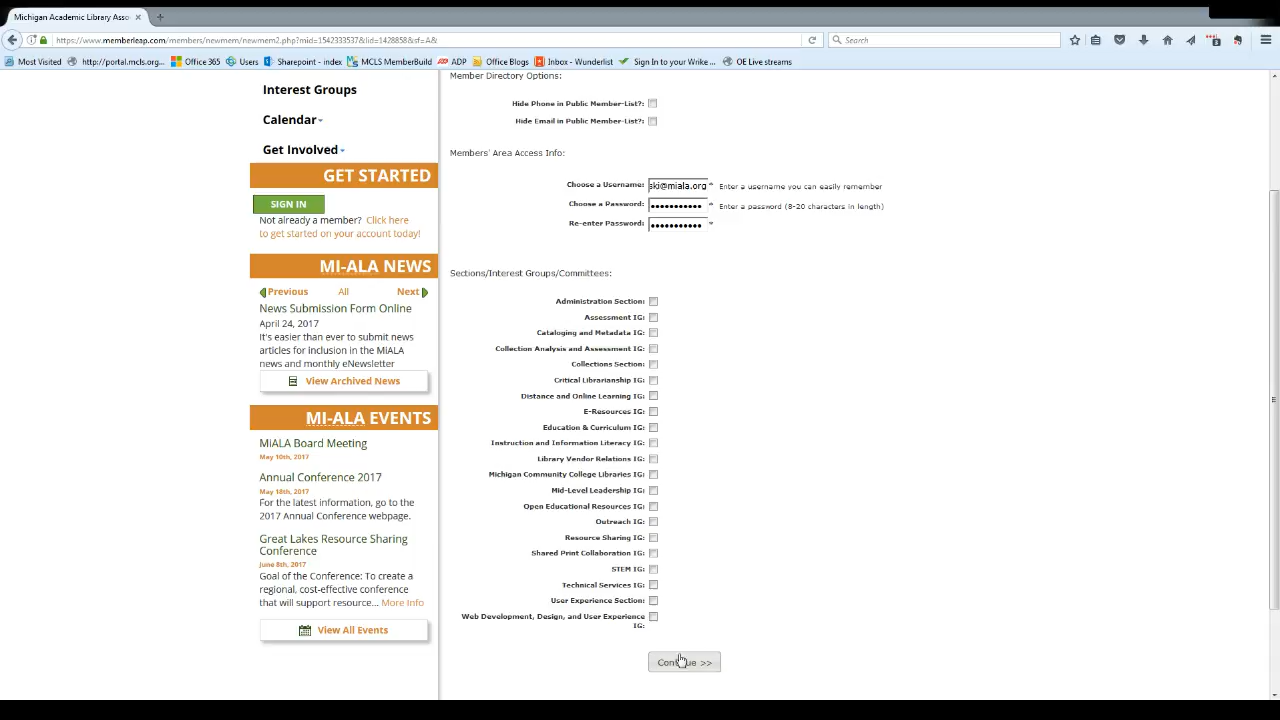 Michigan Academic Library Asso
https://www.memberleap.com/members/newmem/newmem2.php?mid=1542333537&lid=1428858&sf=A&
Search
Most Visited http://portal.mcls.org... Office 365 Users Sharepoint - index MCLS MemberBuild ADP Office Blogs Inbox - Wunderlist Sign In to your Wrike ... OE Live streams
Interest Groups
Calendar
Get Involved
GET STARTED
SIGN IN
Not already a member? Click here
to get started on your account today!
MI-ALA NEWS
Previous All Next
News Submission Form Online
April 24, 2017
It's easier than ever to submit news
articles for inclusion in the MiALA
news and monthly eNewsletter
View Archived News
MI-ALA EVENTS
MiALA Board Meeting
May 10th, 2017
Annual Conference 2017
May 18th, 2017
For the latest information, go to the
2017 Annual Conference webpage.
Great Lakes Resource Sharing
Conference
June 8th, 2017
Goal of the Conference: To create a
regional, cost-effective conference
that will support resource... More Info
View All Events
Member Directory Options:
Hide Phone in Public Member-List?:
Hide Email in Public Member-List?:
Members' Area Access Info:
Choose a Username: ski@miala.org * Enter a username you can easily remember
Choose a Password: ••••••••••• * Enter a password (8-20 characters in length)
Re-enter Password: ••••••••••• *
Sections/Interest Groups/Committees:
Administration Section:
Assessment IG:
Cataloging and Metadata IG:
Collection Analysis and Assessment IG:
Collections Section:
Critical Librarianship IG:
Distance and Online Learning IG:
E-Resources IG:
Education & Curriculum IG:
Instruction and Information Literacy IG:
Library Vendor Relations IG:
Michigan Community College Libraries IG:
Mid-Level Leadership IG:
Open Educational Resources IG:
Outreach IG:
Resource Sharing IG:
Shared Print Collaboration IG:
STEM IG:
Technical Services IG:
User Experience Section:
Web Development, Design, and User Experience
IG:
Continue >>